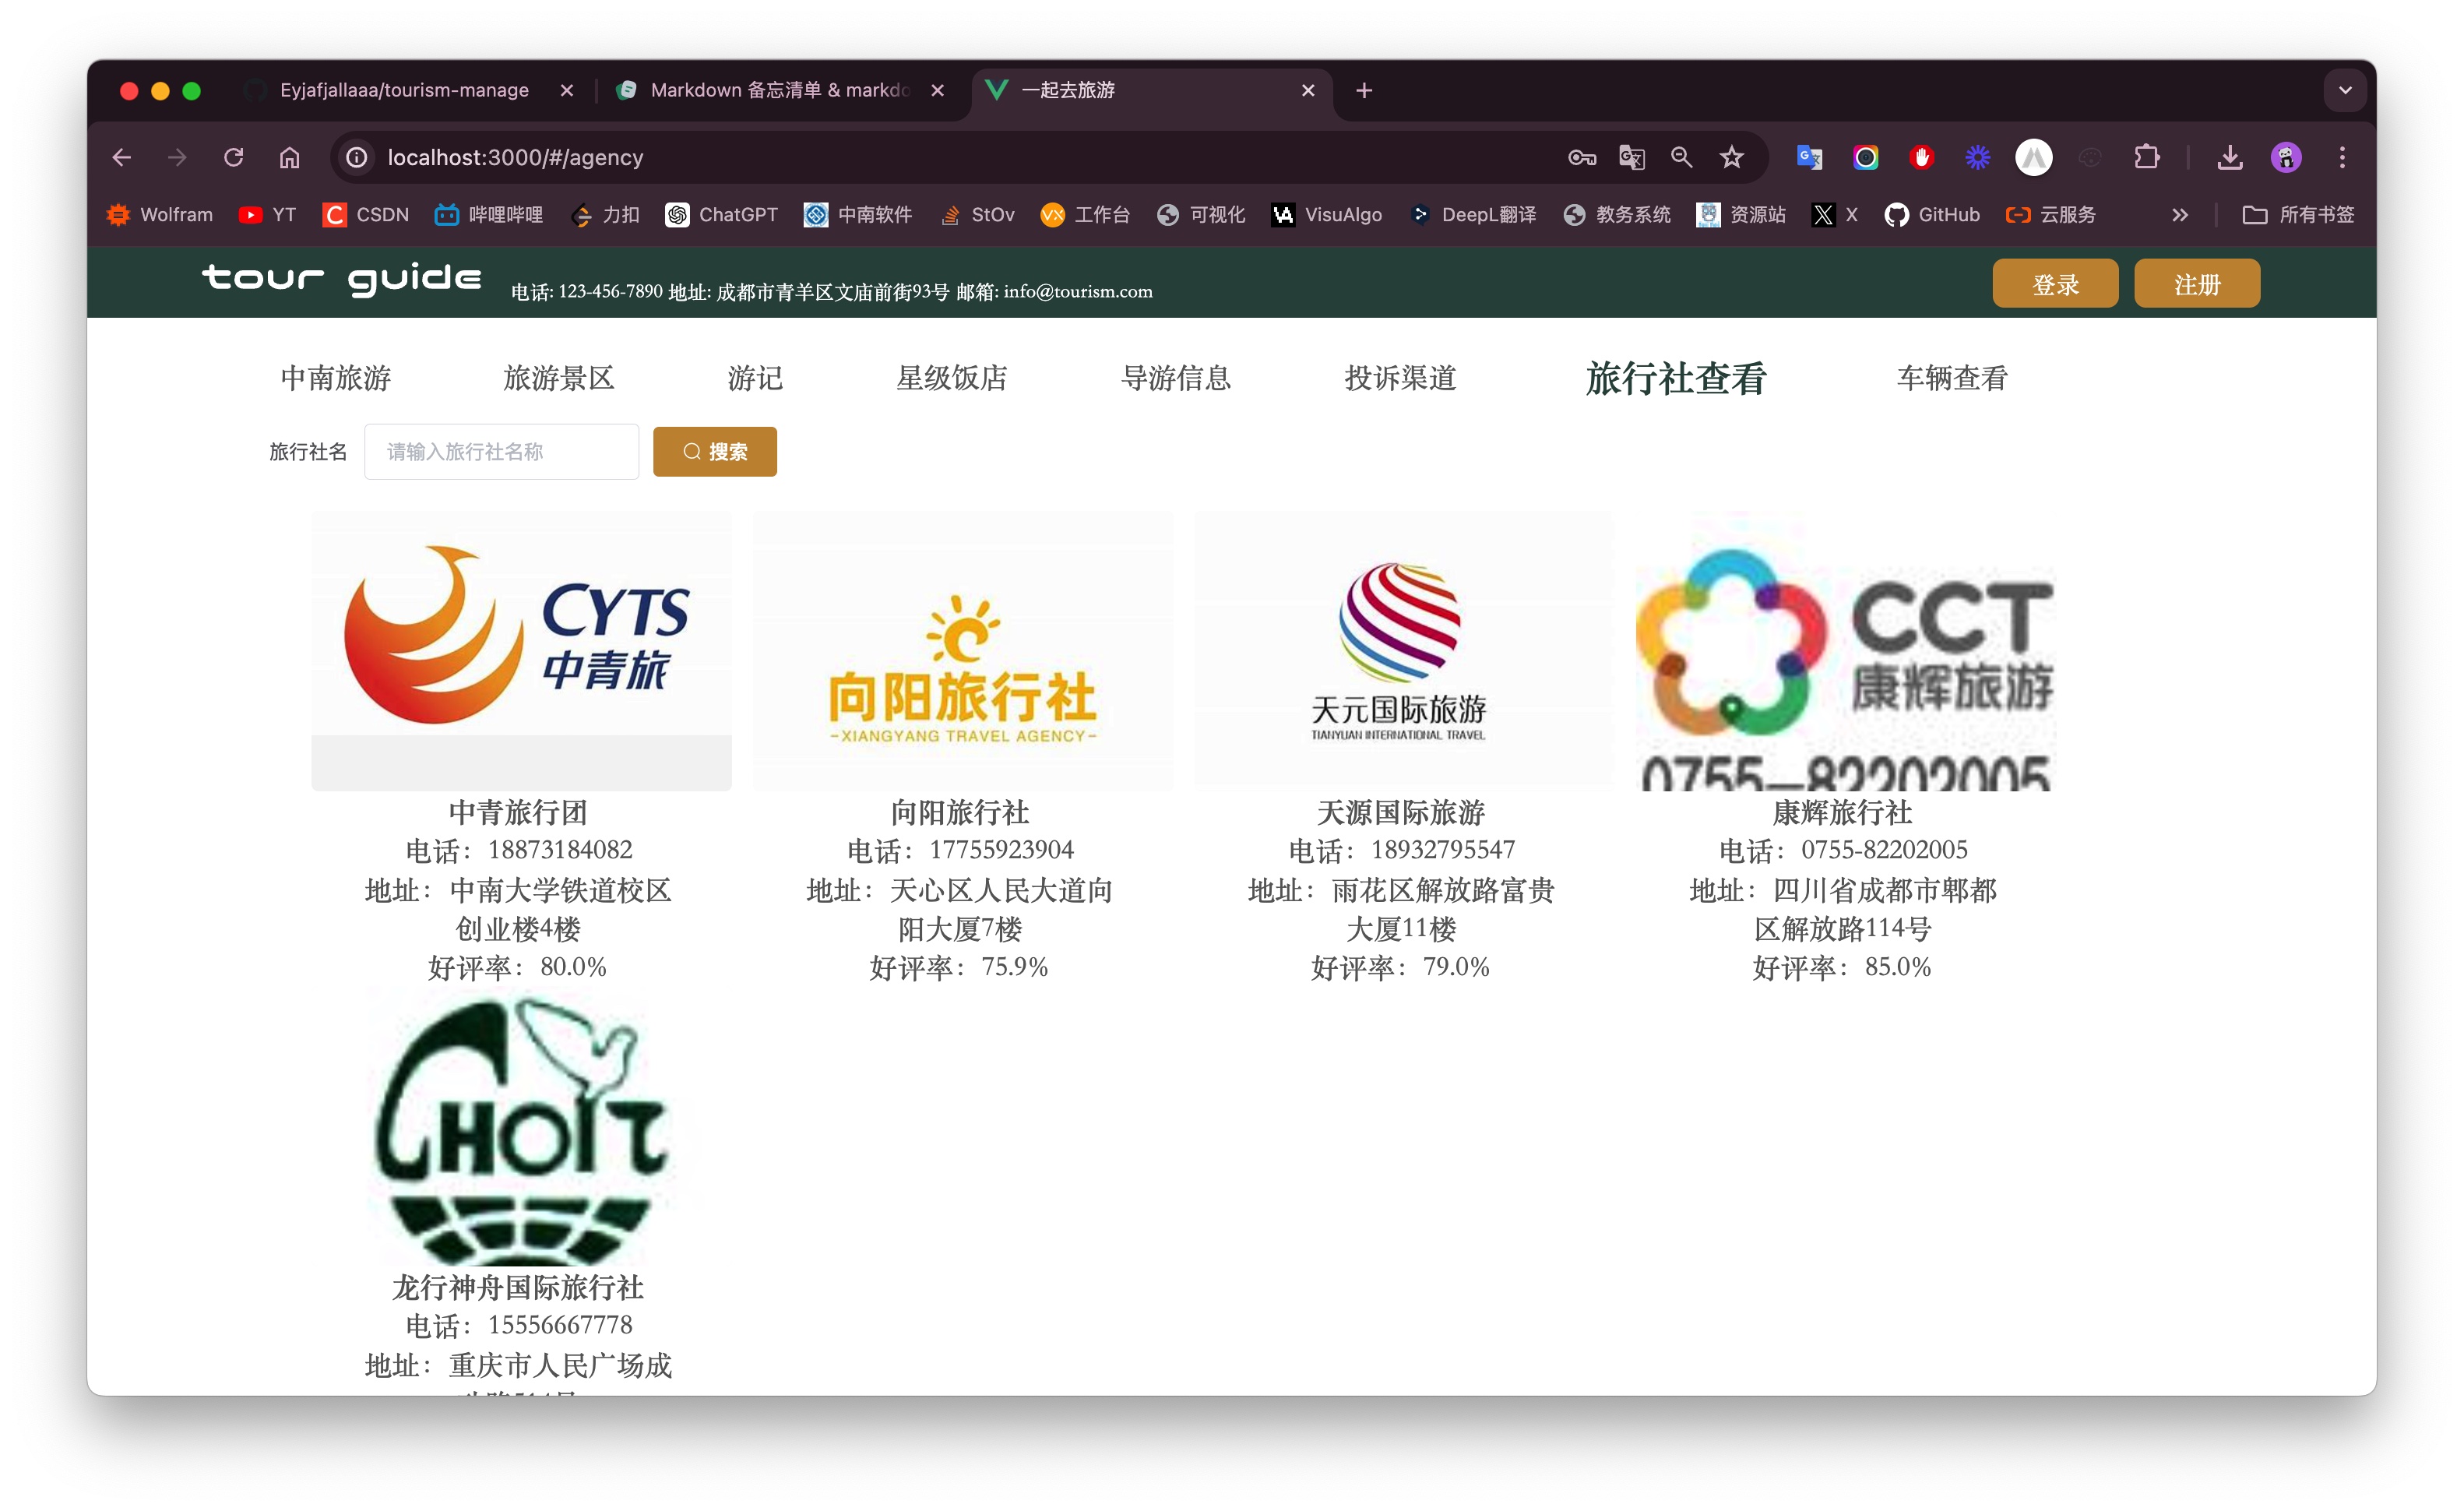 Eyjafjallaaa/tourism-manage
Markdown 备忘清单 & markdo
一起去旅游
localhost:3000/#/agency
Wolfram YT CSDN 哔哩哔哩 力扣 ChatGPT 中南软件 StOv 工作台 可视化 VisuAlgo DeepL翻译 教务系统 资源站 X GitHub 云服务 所有书签
tour guide 电话: 123-456-7890 地址: 成都市青羊区文庙前街93号 邮箱: info@tourism.com 登录 注册
中南旅游 旅游景区 游记 星级饭店 导游信息 投诉渠道 旅行社查看 车辆查看
旅行社名 请输入旅行社名称 搜索
CYTS
中青旅
中青旅行团
电话：18873184082
地址：中南大学铁道校区
创业楼4楼
好评率：80.0%
向阳旅行社
-XIANGYANG TRAVEL AGENCY-
向阳旅行社
电话：17755923904
地址：天心区人民大道向
阳大厦7楼
好评率：75.9%
天元国际旅游
TIANYUAN INTERNATIONAL TRAVEL
天源国际旅游
电话：18932795547
地址：雨花区解放路富贵
大厦11楼
好评率：79.0%
CCT
康辉旅游
0755-82202005
康辉旅行社
电话：0755-82202005
地址：四川省成都市郫都
区解放路114号
好评率：85.0%
CHOIT
龙行神舟国际旅行社
电话：15556667778
地址：重庆市人民广场成